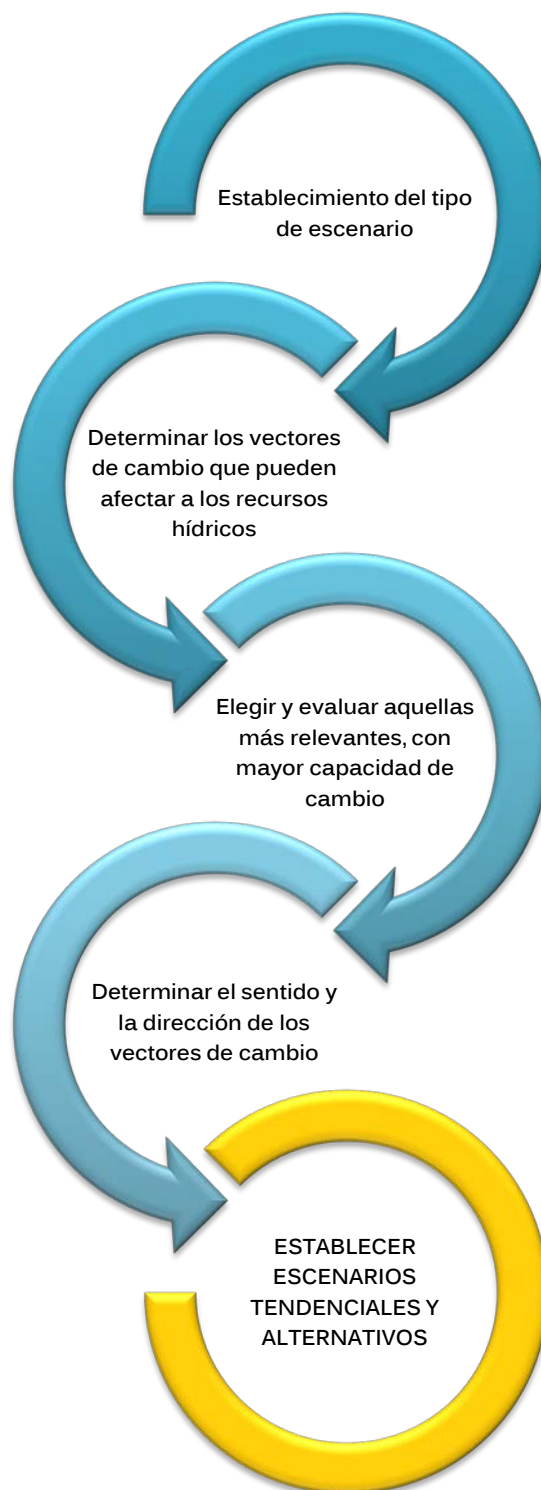 Establecimiento del tipo
de escenario
Determinar los vectores
de cambio que pueden
afectar a los recursos
hídricos
Elegir y evaluar aquellas
más relevantes, con
mayor capacidad de
cambio
Determinar el sentido y
la dirección de los
vectores de cambio
ESTABLECER
ESCENARIOS
TENDENCIALES Y
ALTERNATIVOS